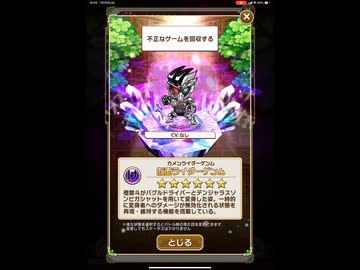 不正なゲームを回収する
CV.なし
カメンライダーゲンム
仮面ライダーゲンム
檀黎斗がバグルドライバーとデンジャラスゾ
ンビガシャットを用いて変身した姿。一時的
に変身者へのダメージが無効化される状態を
再現・維持する機能を搭載している。
とじる